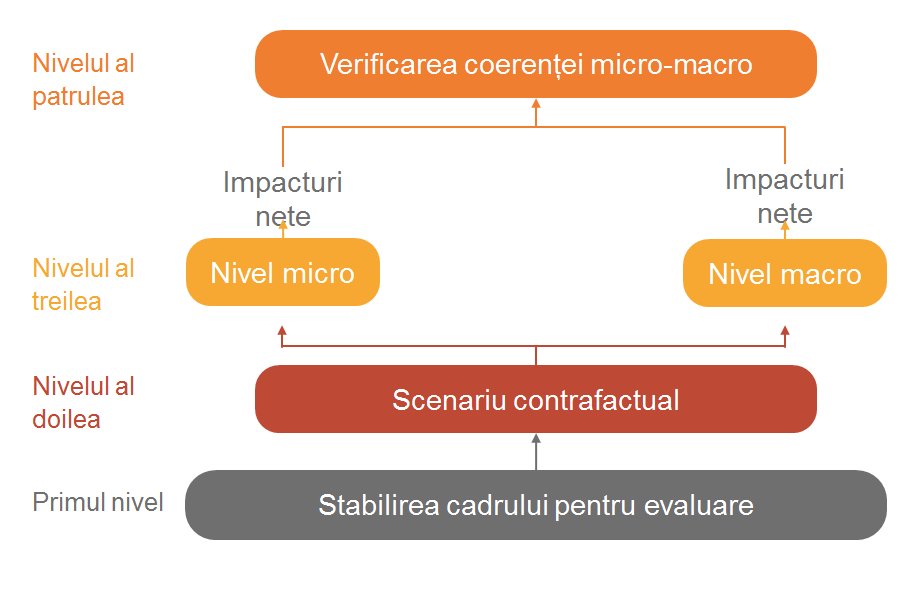 Nivelul al
patrulea
Verificarea coerenței micro-macro
Impacturi
nete
Impacturi
nete
Nivelul al
treilea
Nivel micro
Nivel macro
Nivelul al
doilea
Scenariu contrafactual
Primul nivel
Stabilirea cadrului pentru evaluare